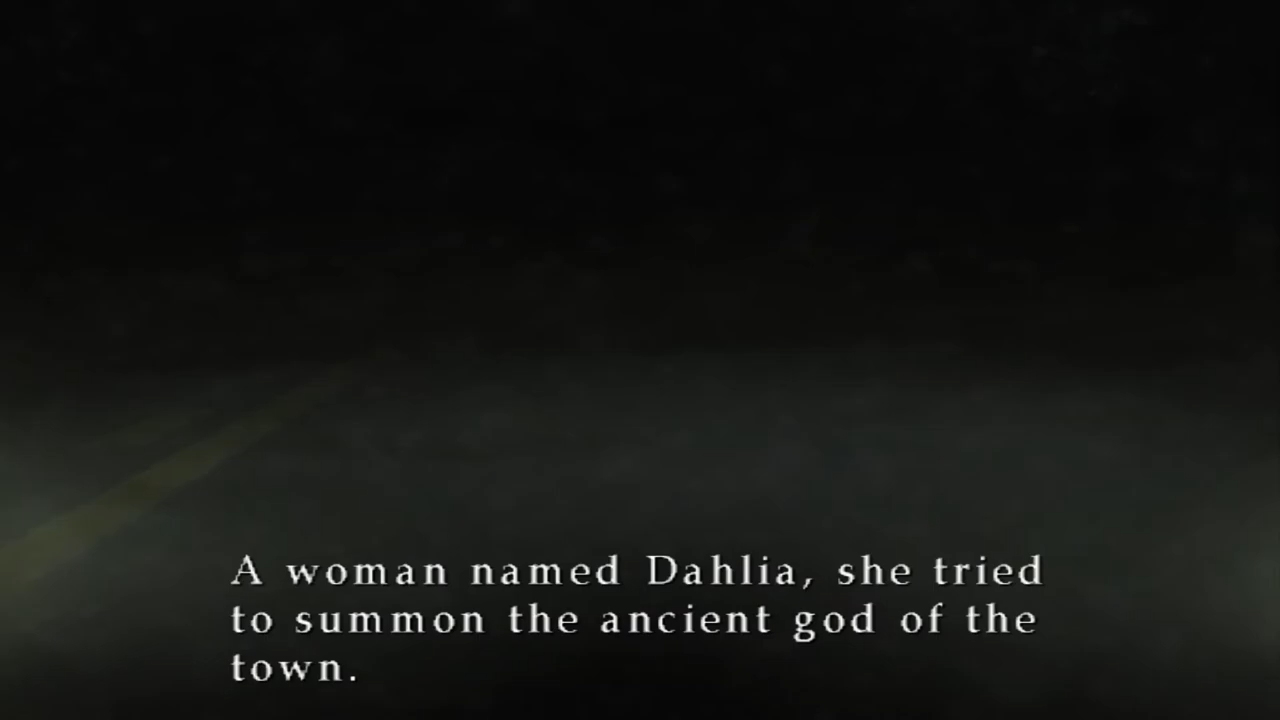 A woman named Dahlia, she tried
to summon the ancient god of the
town.